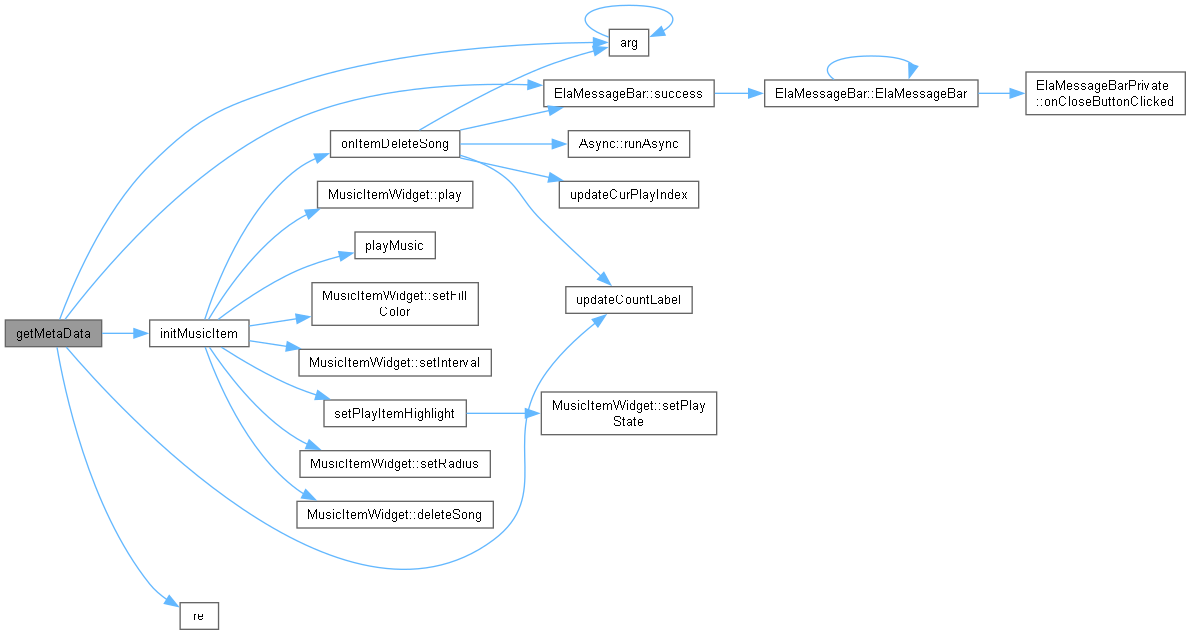 arg
ElaMessageBar::success
ElaMessageBar::ElaMessageBar
ElaMessageBarPrivate
::onCloseButtonClicked
onItemDeleteSong
Async::runAsync
MusicItemWidget::play
updateCurPlayIndex
playMusic
MusicItemWidget::setFill
Color
updateCountLabel
getMetaData
initMusicItem
MusicItemWidget::setInterval
setPlayItemHighlight
MusicItemWidget::setPlay
State
MusicItemWidget::setRadius
MusicItemWidget::deleteSong
re